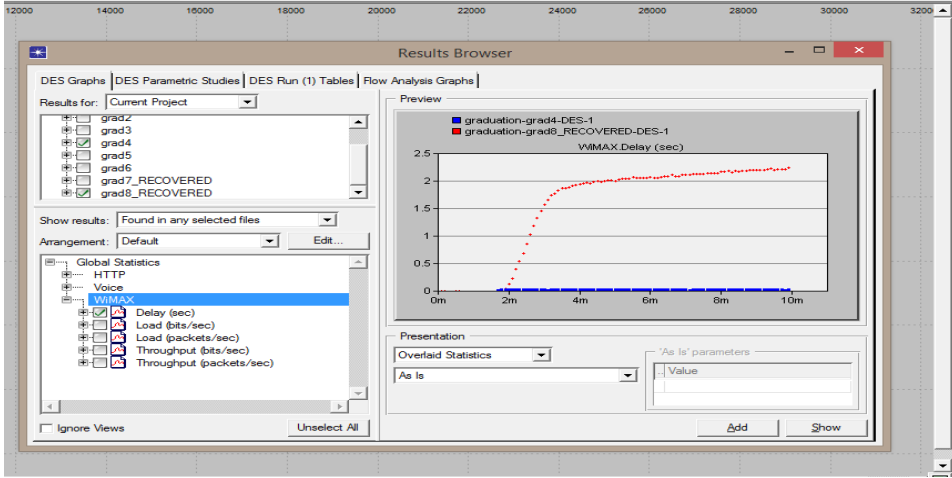 12000 14000 16000 18000 20000 22000 24000 26000 28000 30000 3200
Results Browser
DES Graphs DES Parametric Studies DES Run (1) Tables Flow Analysis Graphs
Results for: Current Project
grad2
grad3
grad4
grad5
grad6
grad7_RECOVERED
grad8_RECOVERED
Show results: Found in any selected files
Arrangement: Default Edit...
Global Statistics
HTTP
Voice
WiMAX
Delay (sec)
Load (bits/sec)
Load (packets/sec)
Throughput (bits/sec)
Throughput (packets/sec)
Ignore Views Unselect All
Preview
graduation-grad4-DES-1
graduation-grad8_RECOVERED-DES-1
WiMAX.Delay (sec)
2.5
2
1.5
1
0.5
0
0m 2m 4m 6m 8m 10m
Presentation
Overlaid Statistics
As Is
'As Is' parameters
.. Value
Add Show